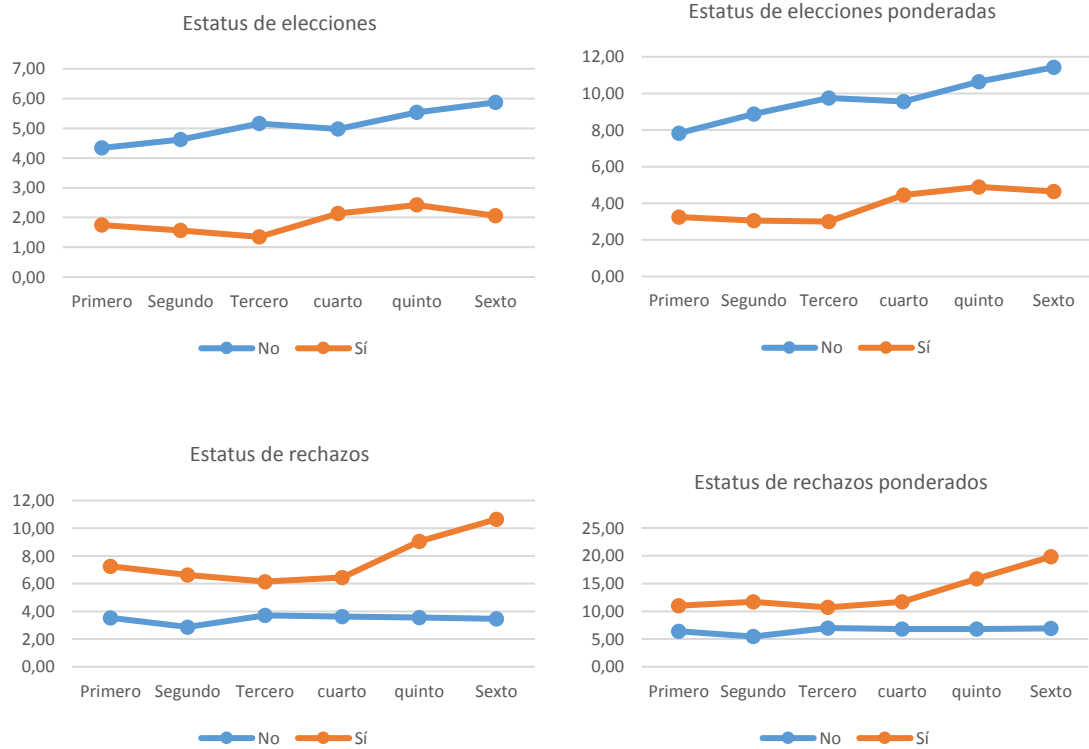 Estatus de elecciones
7,00
6,00
5,00
4,00
3,00
2,00
1,00
0,00
Primero Segundo Tercero cuarto quinto Sexto
No Sí
Estatus de elecciones ponderadas
12,00
10,00
8,00
6,00
4,00
2,00
0,00
Primero Segundo Tercero cuarto quinto Sexto
No Sí
Estatus de rechazos
12,00
10,00
8,00
6,00
4,00
2,00
0,00
Primero Segundo Tercero cuarto quinto Sexto
No Sí
Estatus de rechazos ponderados
25,00
20,00
15,00
10,00
5,00
0,00
Primero Segundo Tercero cuarto quinto Sexto
No Sí